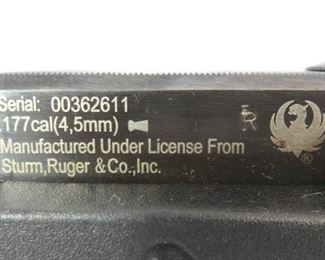 Serial: 00362611
.177cal(4,5mm)
R
Manufactured Under License From
Sturm,Ruger &Co.,Inc.
®